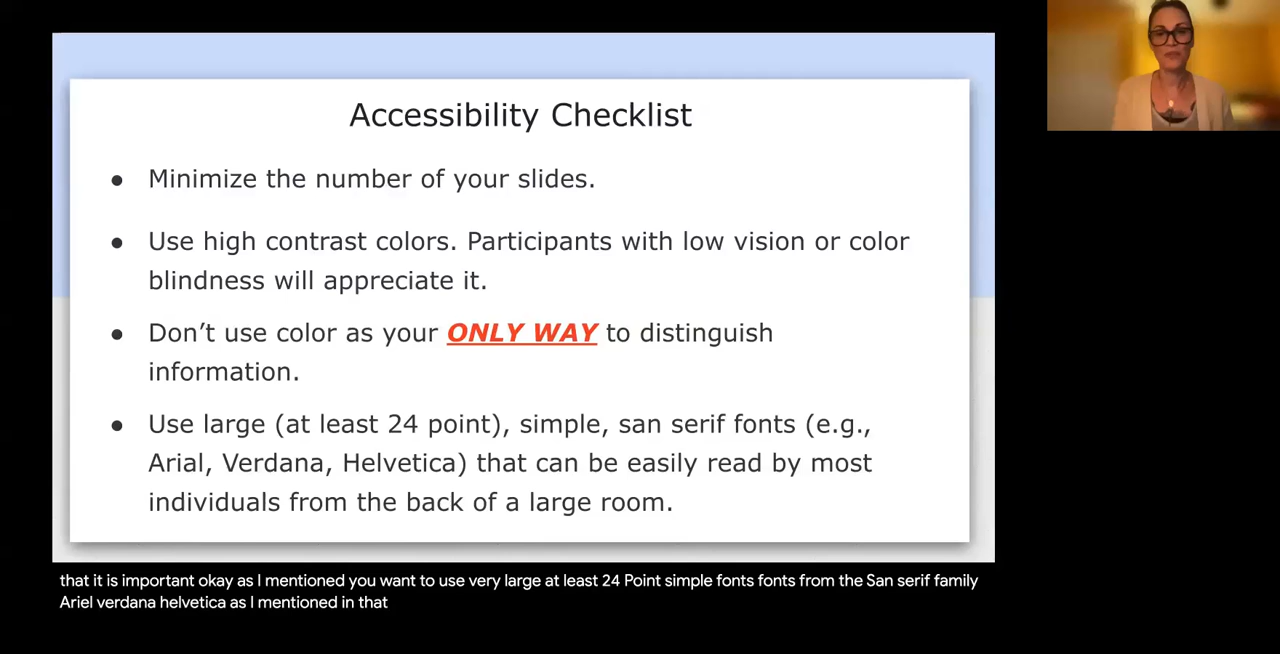 Accessibility Checklist
● Minimize the number of your slides.
● Use high contrast colors. Participants with low vision or color
blindness will appreciate it.
● Don’t use color as your ONLY WAY to distinguish
information.
● Use large (at least 24 point), simple, san serif fonts (e.g.,
Arial, Verdana, Helvetica) that can be easily read by most
individuals from the back of a large room.
that it is important okay as I mentioned you want to use very large at least 24 Point simple fonts fonts from the San serif family
Ariel verdana helvetica as I mentioned in that